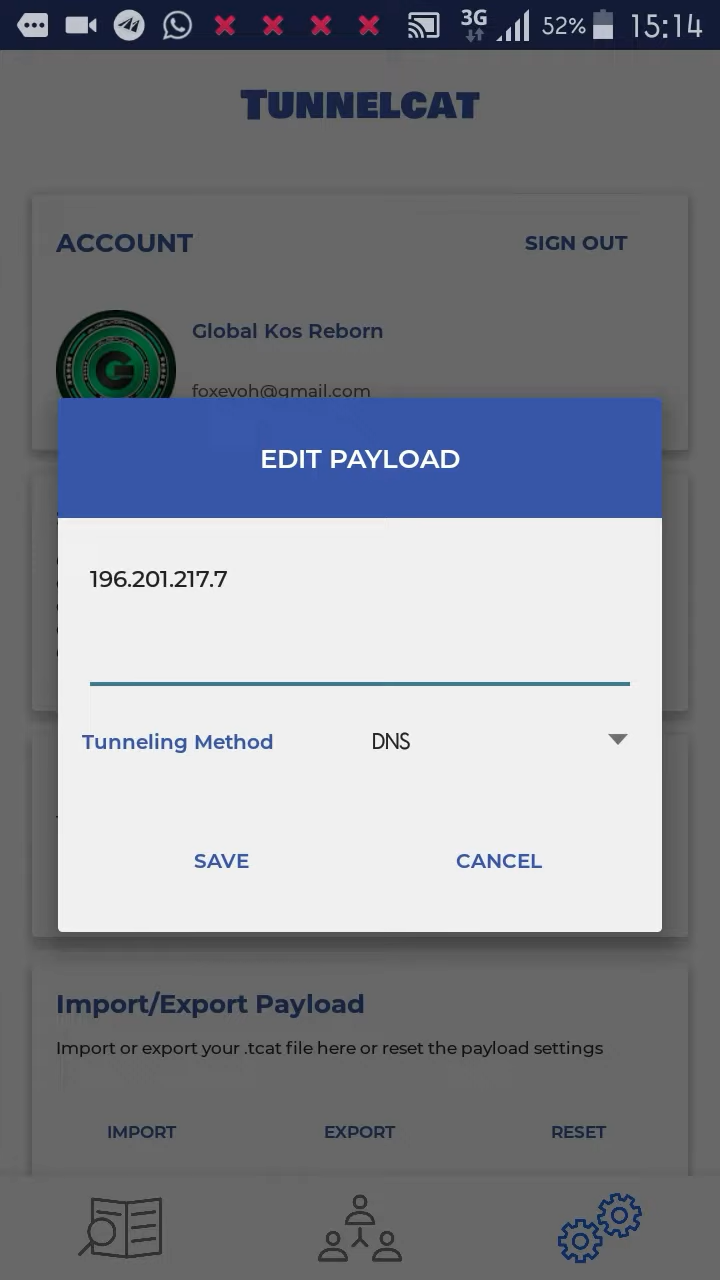 3G 52% 15:14
TUNNELCAT
ACCOUNT SIGN OUT
Global Kos Reborn
foxevoh@gmail.com
EDIT PAYLOAD
196.201.217.7
Tunneling Method DNS
SAVE CANCEL
Import/Export Payload
Import or export your .tcat file here or reset the payload settings
IMPORT EXPORT RESET